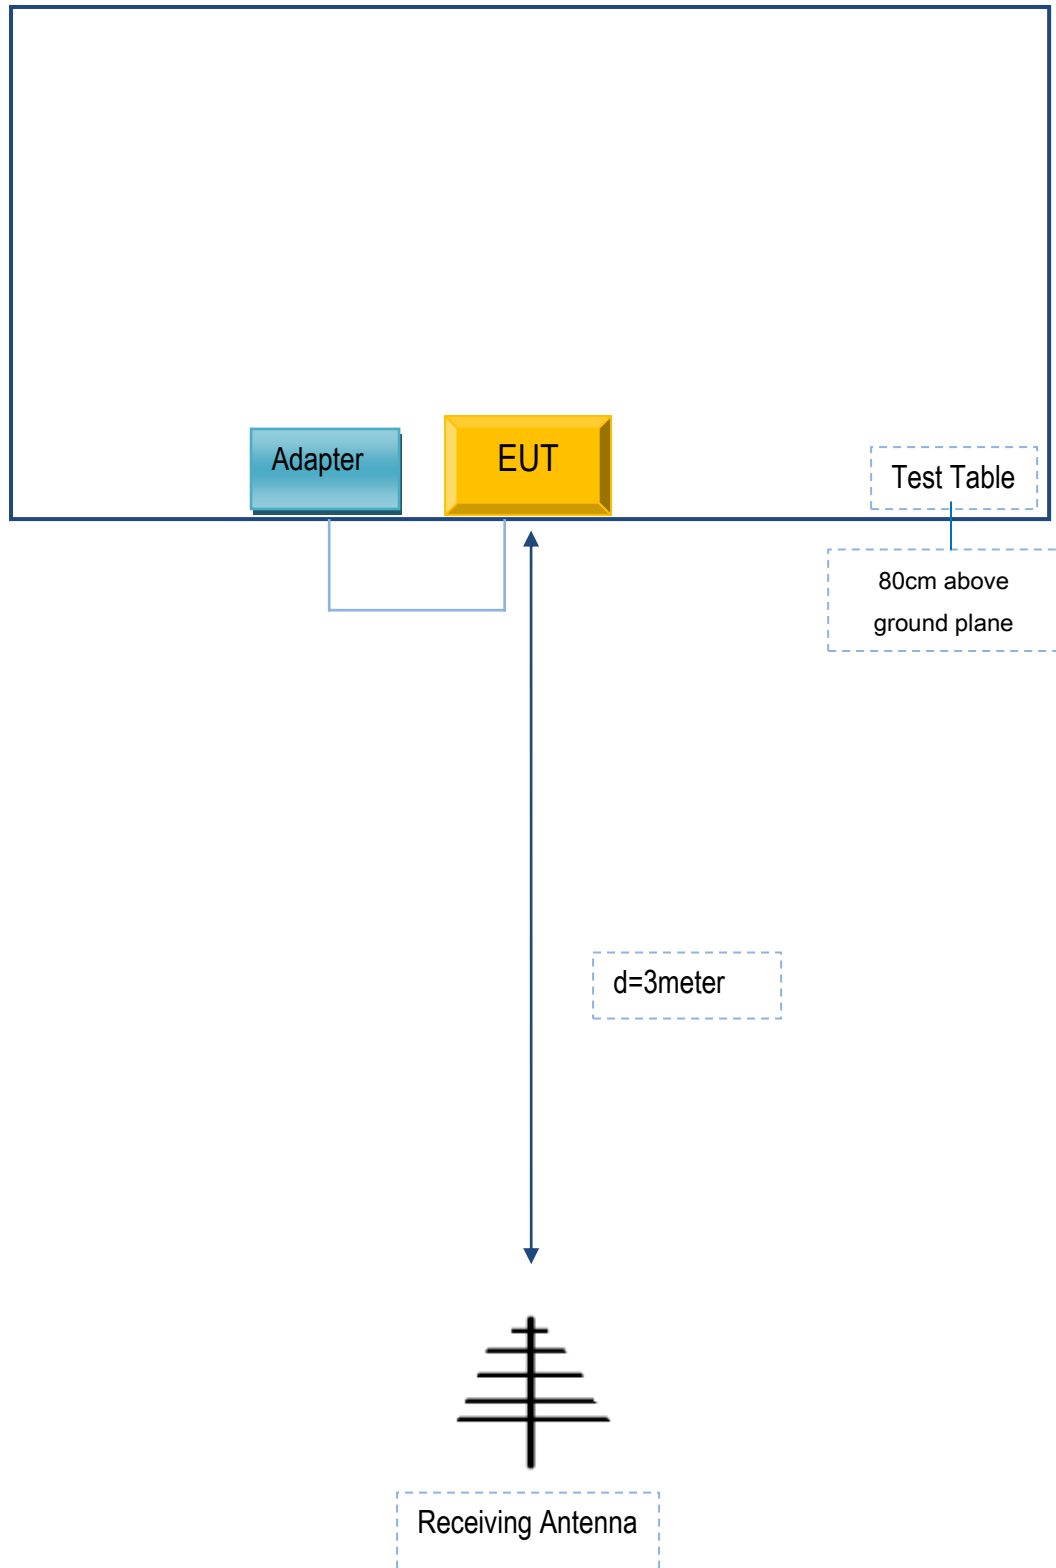 Adapter
EUT
Test Table
80cm above
ground plane
d=3meter
Receiving Antenna